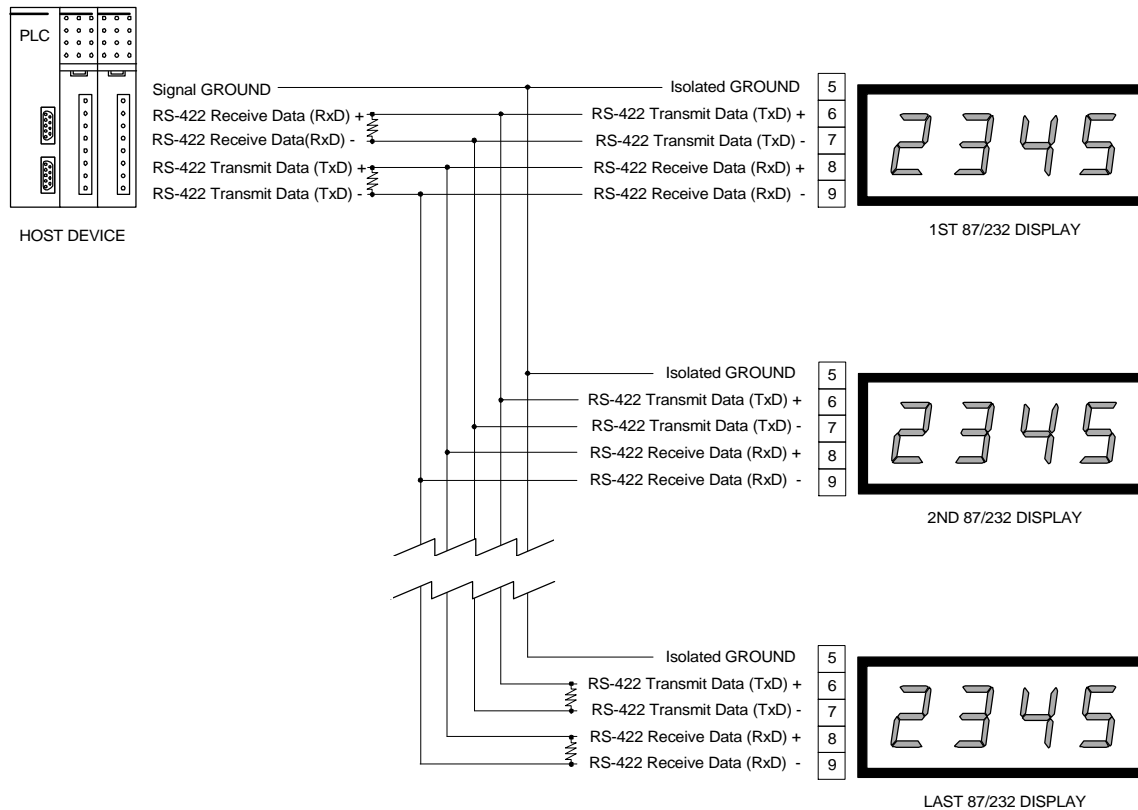 PLC
HOST DEVICE
Signal GROUND
RS-422 Receive Data (RxD) +
RS-422 Receive Data(RxD) -
RS-422 Transmit Data (TxD) +
RS-422 Transmit Data (TxD) -
Isolated GROUND 5
RS-422 Transmit Data (TxD) + 6
RS-422 Transmit Data (TxD) - 7
RS-422 Receive Data (RxD) + 8
RS-422 Receive Data (RxD) - 9
2345
1ST 87/232 DISPLAY
Isolated GROUND 5
RS-422 Transmit Data (TxD) + 6
RS-422 Transmit Data (TxD) - 7
RS-422 Receive Data (RxD) + 8
RS-422 Receive Data (RxD) - 9
2345
2ND 87/232 DISPLAY
Isolated GROUND 5
RS-422 Transmit Data (TxD) + 6
RS-422 Transmit Data (TxD) - 7
RS-422 Receive Data (RxD) + 8
RS-422 Receive Data (RxD) - 9
2345
LAST 87/232 DISPLAY